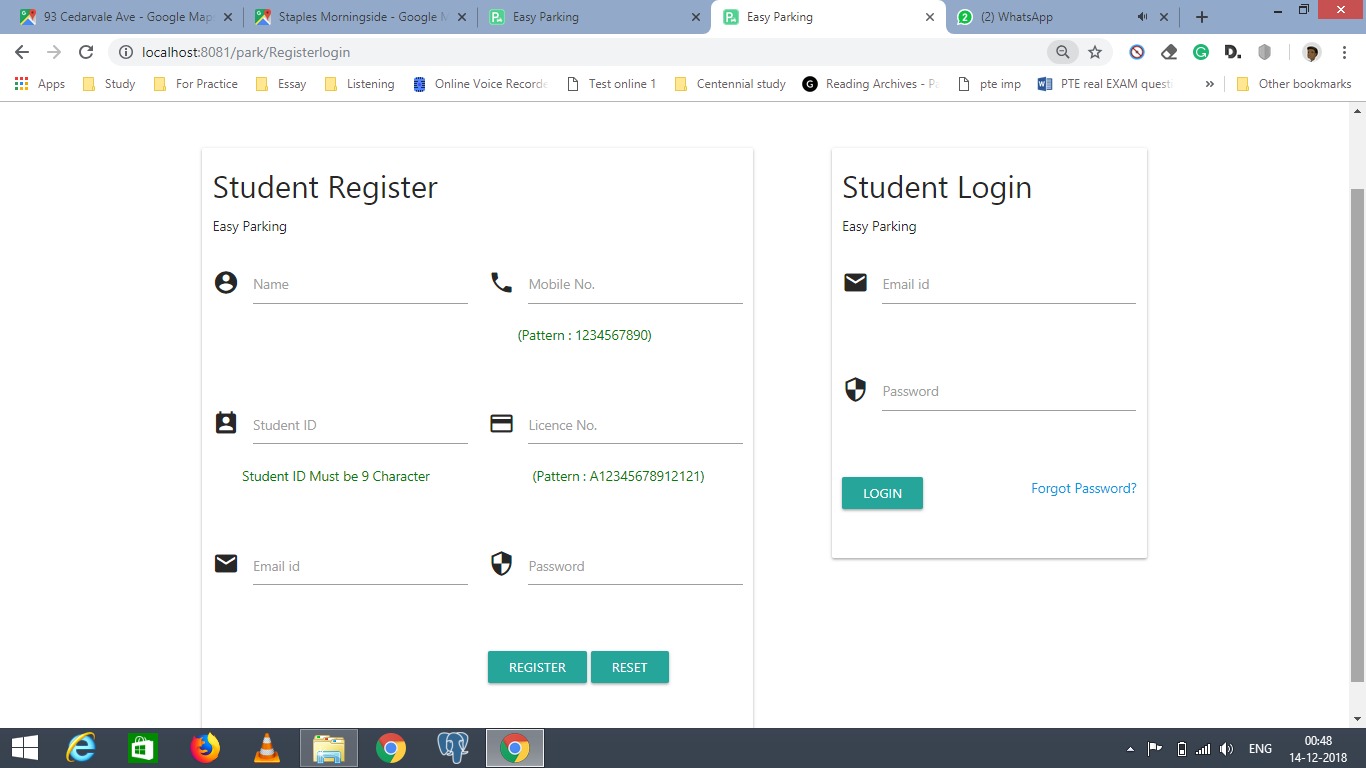 93 Cedarvale Ave - Google Map
Staples Morningside - Google M
Easy Parking
Easy Parking
(2) WhatsApp
localhost:8081/park/Registerlogin
Apps
Study
For Practice
Essay
Listening
Online Voice Recorde
Test online 1
Centennial study
Reading Archives - P
pte imp
PTE real EXAM questi
»
Other bookmarks
Student Register
Easy Parking
Name
Mobile No.
(Pattern : 1234567890)
Student ID
Licence No.
Student ID Must be 9 Character
(Pattern : A12345678912121)
Email id
Password
REGISTER
RESET
Student Login
Easy Parking
Email id
Password
LOGIN
Forgot Password?
ENG
00:48
14-12-2018